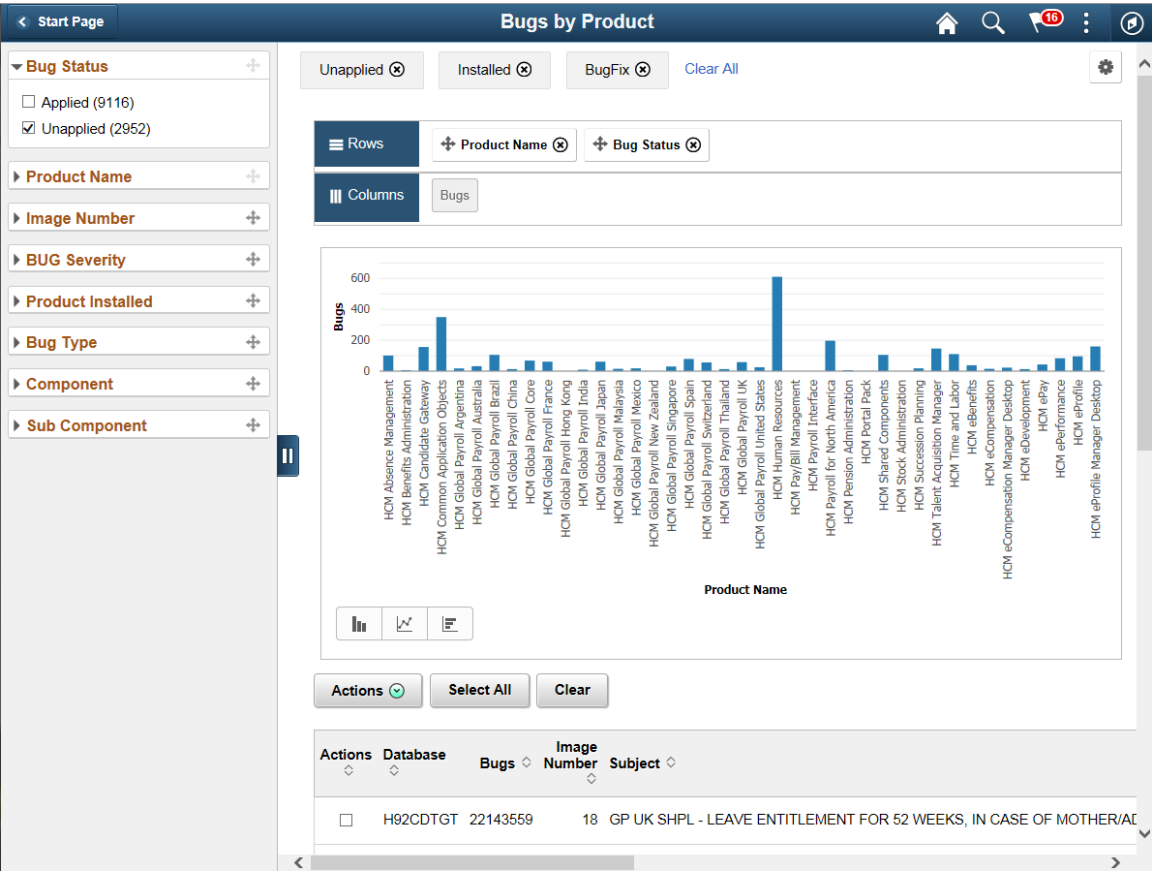 Start Page
Bugs by Product
16
Bug Status
Applied (9116)
Unapplied (2952)
Product Name
Image Number
BUG Severity
Product Installed
Bug Type
Component
Sub Component
Unapplied
Installed
BugFix
Clear All
Rows
Product Name
Bug Status
Columns
Bugs
600
400
200
0
Bugs
HCM Absence Management
HCM Benefits Administration
HCM Candidate Gateway
HCM Common Application Objects
HCM Global Payroll Argentina
HCM Global Payroll Australia
HCM Global Payroll Brazil
HCM Global Payroll China
HCM Global Payroll Core
HCM Global Payroll France
HCM Global Payroll Hong Kong
HCM Global Payroll India
HCM Global Payroll Japan
HCM Global Payroll Malaysia
HCM Global Payroll Mexico
HCM Global Payroll New Zealand
HCM Global Payroll Singapore
HCM Global Payroll Spain
HCM Global Payroll Switzerland
HCM Global Payroll Thailand
HCM Global Payroll UK
HCM Global Payroll United States
HCM Human Resources
HCM Pay/Bill Management
HCM Payroll Interface
HCM Payroll for North America
HCM Pension Administration
HCM Portal Pack
HCM Shared Components
HCM Stock Administration
HCM Succession Planning
HCM Talent Acquisition Manager
HCM Time and Labor
HCM eBenefits
HCM eCompensation
HCM eCompensation Manager Desktop
HCM eDevelopment
HCM ePay
HCM ePerformance
HCM eProfile
HCM eProfile Manager Desktop
Product Name
Actions
Select All
Clear
Actions Database Bugs Image Number Subject
H92CDTGT 22143559 18 GP UK SHPL - LEAVE ENTITLEMENT FOR 52 WEEKS, IN CASE OF MOTHER/AD